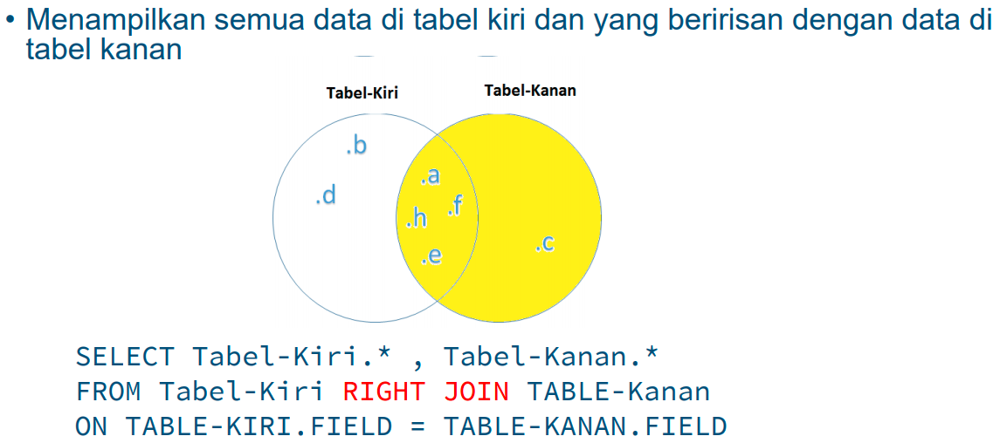 • Menampilkan semua data di tabel kiri dan yang beririsan dengan data di
tabel kanan
Tabel-Kiri
Tabel-Kanan
.b
.a
.d
.f
.h
.c
.e
SELECT Tabel-Kiri.* , Tabel-Kanan.*
FROM Tabel-Kiri RIGHT JOIN TABLE-Kanan
ON TABLE-KIRI.FIELD = TABLE-KANAN.FIELD